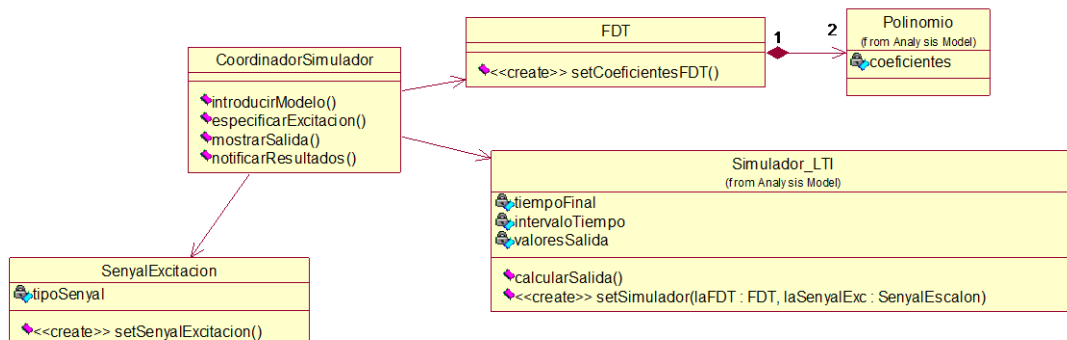 CoordinadorSimulador
introducirModelo()
especificarExcitacion()
mostrarSalida()
notificarResultados()
FDT
<<create>> setCoeficientesFDT()
1
2
Polinomio
(from Analysis Model)
coeficientes
Simulador_LTI
(from Analysis Model)
tiempoFinal
intervaloTiempo
valoresSalida
calcularSalida()
<<create>> setSimulador(laFDT : FDT, laSenyalExc : SenyalEscalon)
SenyalExcitacion
tipoSenyal
<<create>> setSenyalExcitacion()